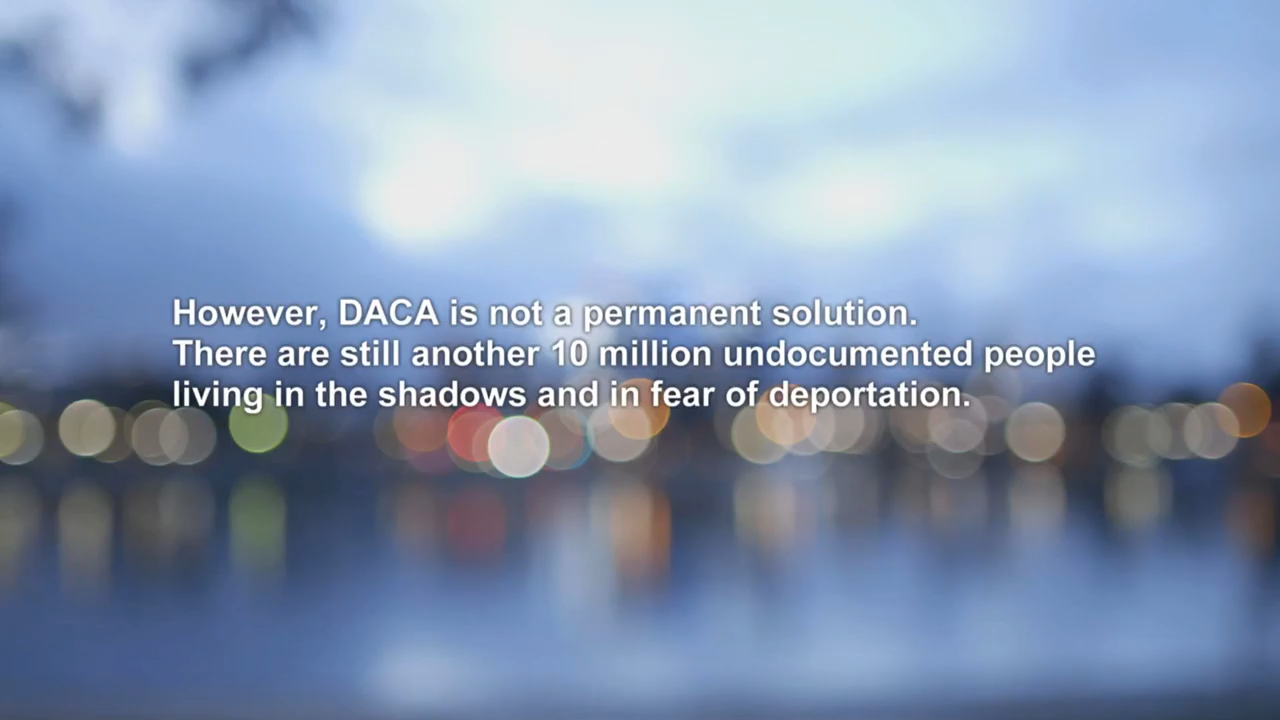 However, DACA is not a permanent solution.
There are still another 10 million undocumented people
living in the shadows and in fear of deportation.